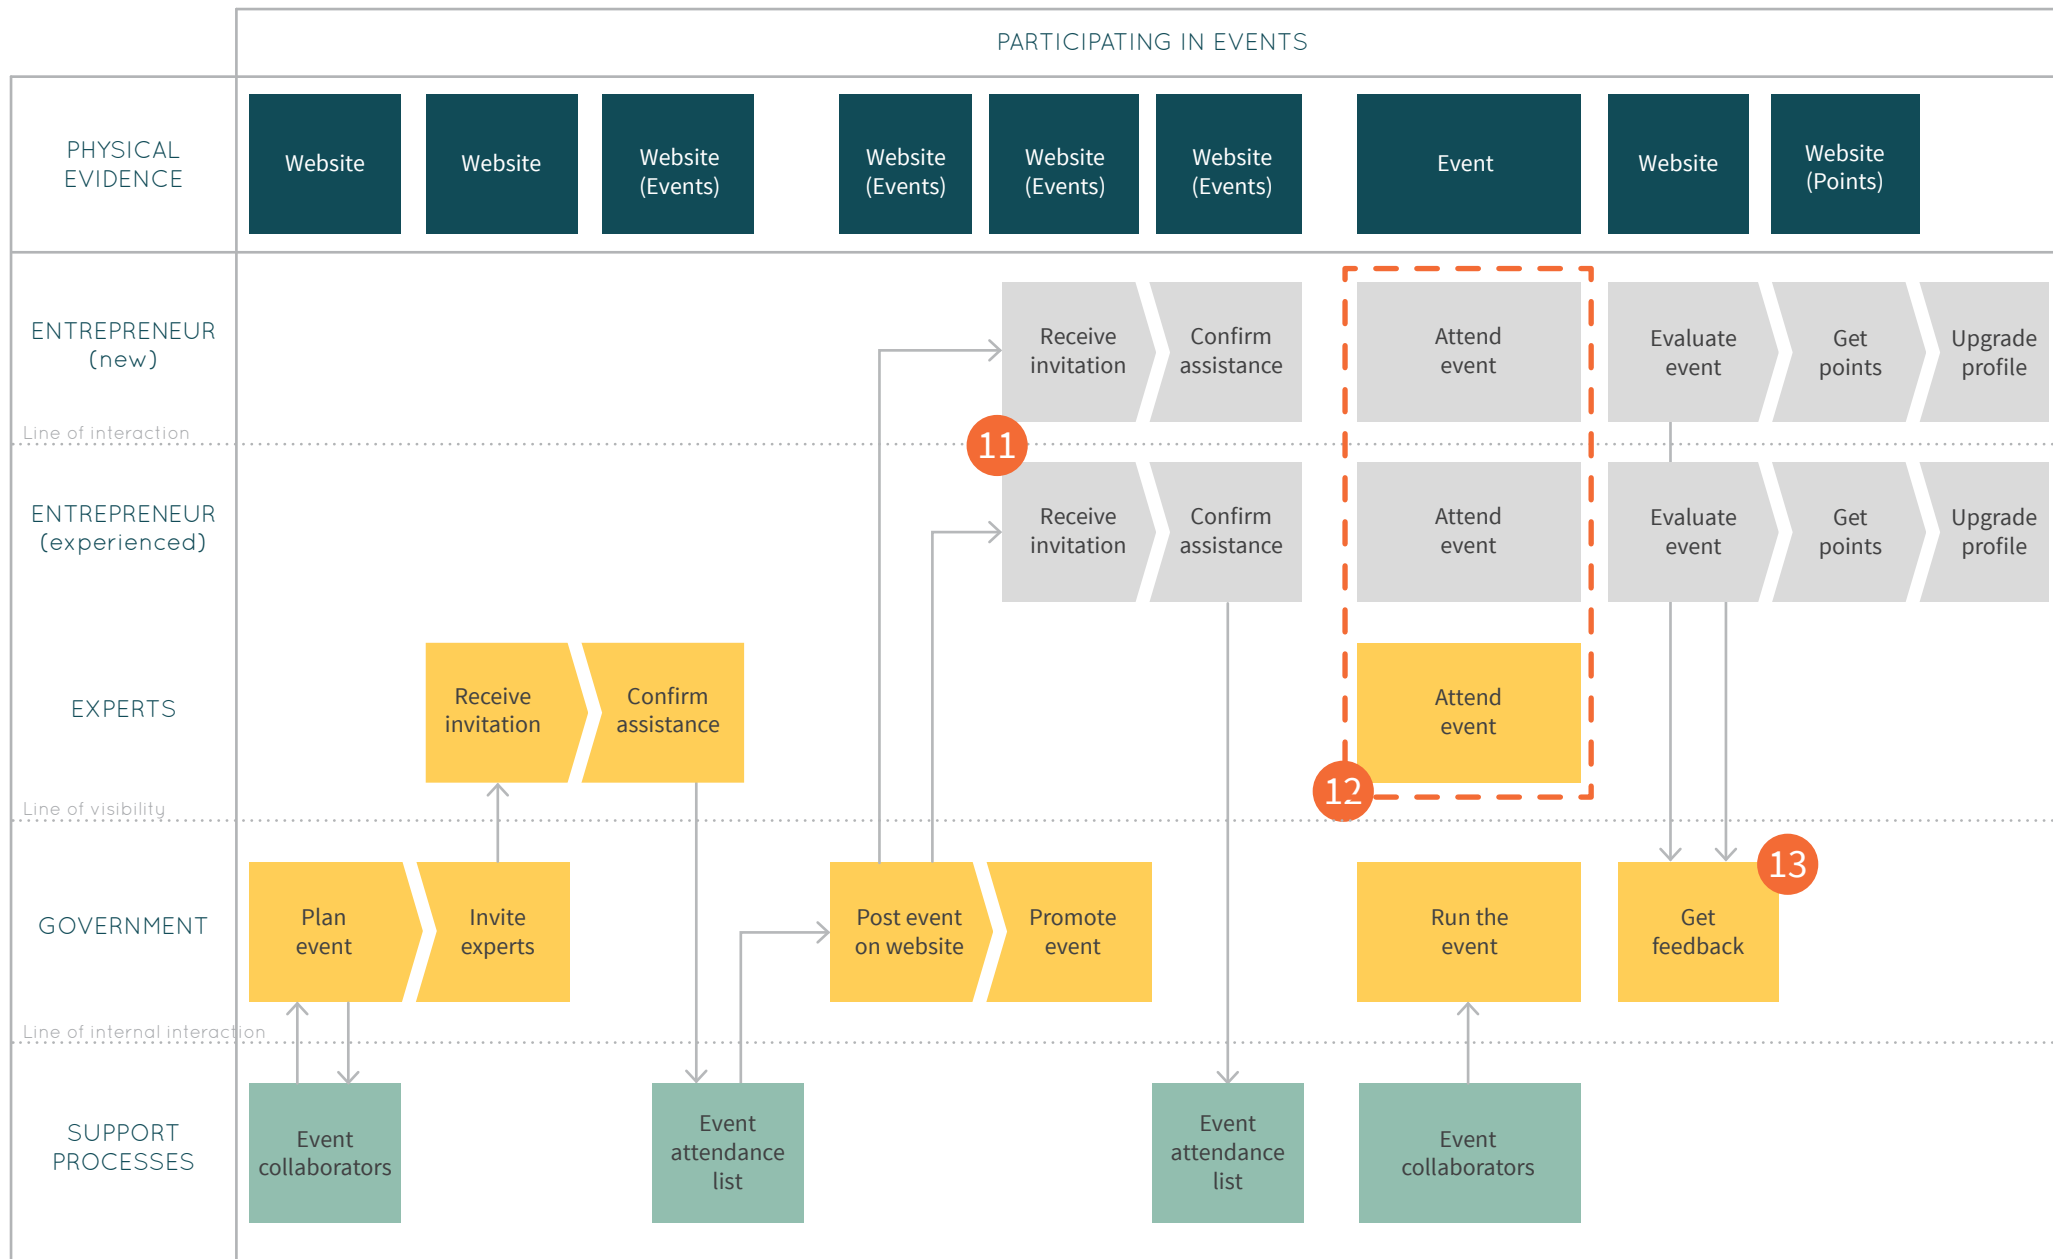 PARTICIPATING IN EVENTS
PHYSICAL
EVIDENCE
Website
Website
Website
(Events)
Website
(Events)
Website
(Events)
Website
(Events)
Event
Website
Website
(Points)
ENTREPRENEUR
(new)
Receive
invitation
Confirm
assistance
Attend
event
Evaluate
event
Get
points
Upgrade
profile
Line of interaction
11
ENTREPRENEUR
(experienced)
Receive
invitation
Confirm
assistance
Attend
event
Evaluate
event
Get
points
Upgrade
profile
EXPERTS
Receive
invitation
Confirm
assistance
Attend
event
12
Line of visibility
GOVERNMENT
Plan
event
Invite
experts
Post event
on website
Promote
event
Run the
event
Get
feedback
13
Line of internal interaction
SUPPORT
PROCESSES
Event
collaborators
Event
attendance
list
Event
attendance
list
Event
collaborators